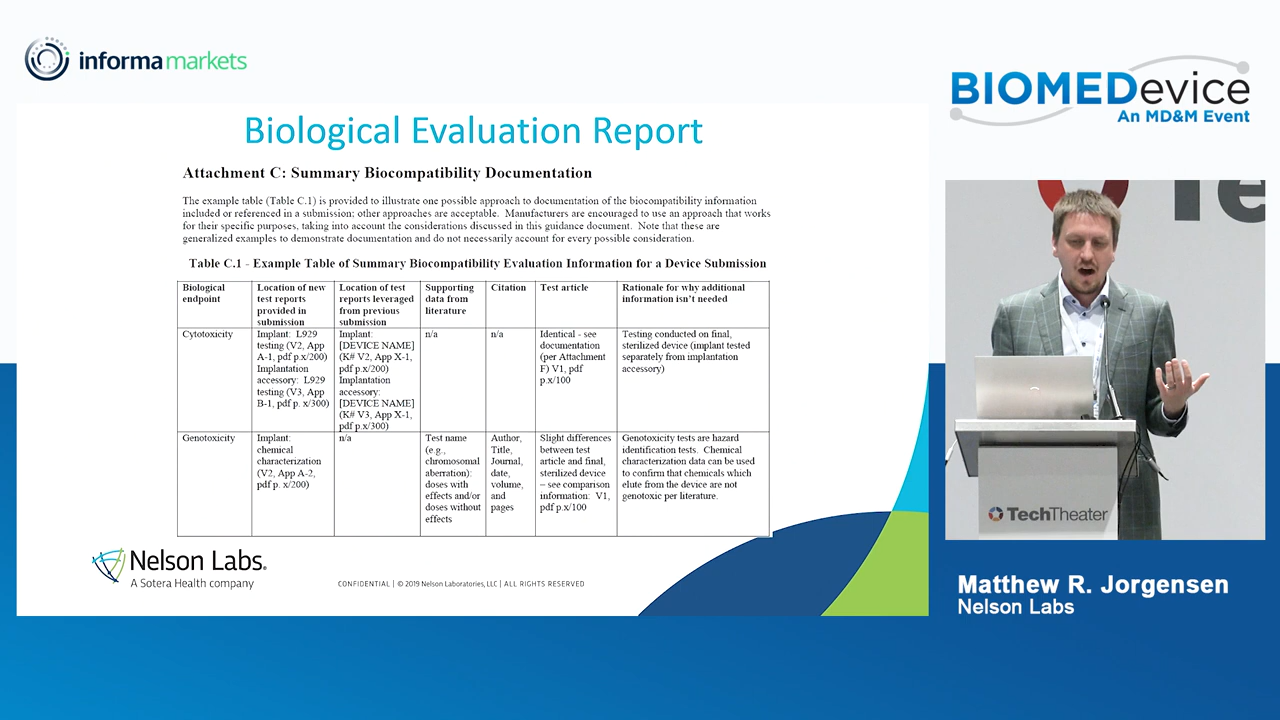 informa markets
BIOMEDevice
An MD&M Event
Biological Evaluation Report
Attachment C: Summary Biocompatibility Documentation
The example table (Table C.1) is provided to illustrate one possible approach to documentation of the biocompatibility information
included or referenced in a submission; other approaches are acceptable. Manufacturers are encouraged to use an approach that works
for their specific purposes, taking into account the considerations discussed in this guidance document. Note that these are
generalized examples to demonstrate documentation and do not necessarily account for every possible consideration.
Table C.1 - Example Table of Summary Biocompatibility Evaluation Information for a Device Submission
Biological
endpoint
Location of new
test reports
provided in
submission
Location of test
reports leveraged
from previous
submission
Supporting
data from
literature
Citation
Test article
Rationale for why additional
information isn't needed
Cytotoxicity
Implant: L929
testing (V2, App
A-1, pdf p.x/200)
Implantation
accessory: L929
testing (V3, App
B-1, pdf p. x/300)
Implant:
[DEVICE NAME]
(K# V2, App X-1,
pdf p.x/200)
Implantation
accessory:
[DEVICE NAME]
(K# V3, App X-1,
pdf p.x/300)
n/a
n/a
Identical - see
documentation
(per Attachment
F) V1, pdf
p.x/100
Testing conducted on final,
sterilized device (implant tested
separately from implantation
accessory)
Genotoxicity
Implant:
chemical
characterization
(V2, App A-2,
pdf p. x/200)
n/a
Test name
(e.g.,
chromosomal
aberration):
doses with
effects and/or
doses without
effects
Author,
Title,
Journal,
date,
volume,
and
pages
Slight differences
between test
article and final,
sterilized device
– see comparison
information: V1,
pdf p.x/100
Genotoxicity tests are hazard
identification tests. Chemical
characterization data can be used
to confirm that chemicals which
elute from the device are not
genotoxic per literature.
Nelson Labs.
A Sotera Health company
CONFIDENTIAL | © 2019 Nelson Laboratories, LLC | ALL RIGHTS RESERVED
Te
TechTheater
Matthew R. Jorgensen
Nelson Labs